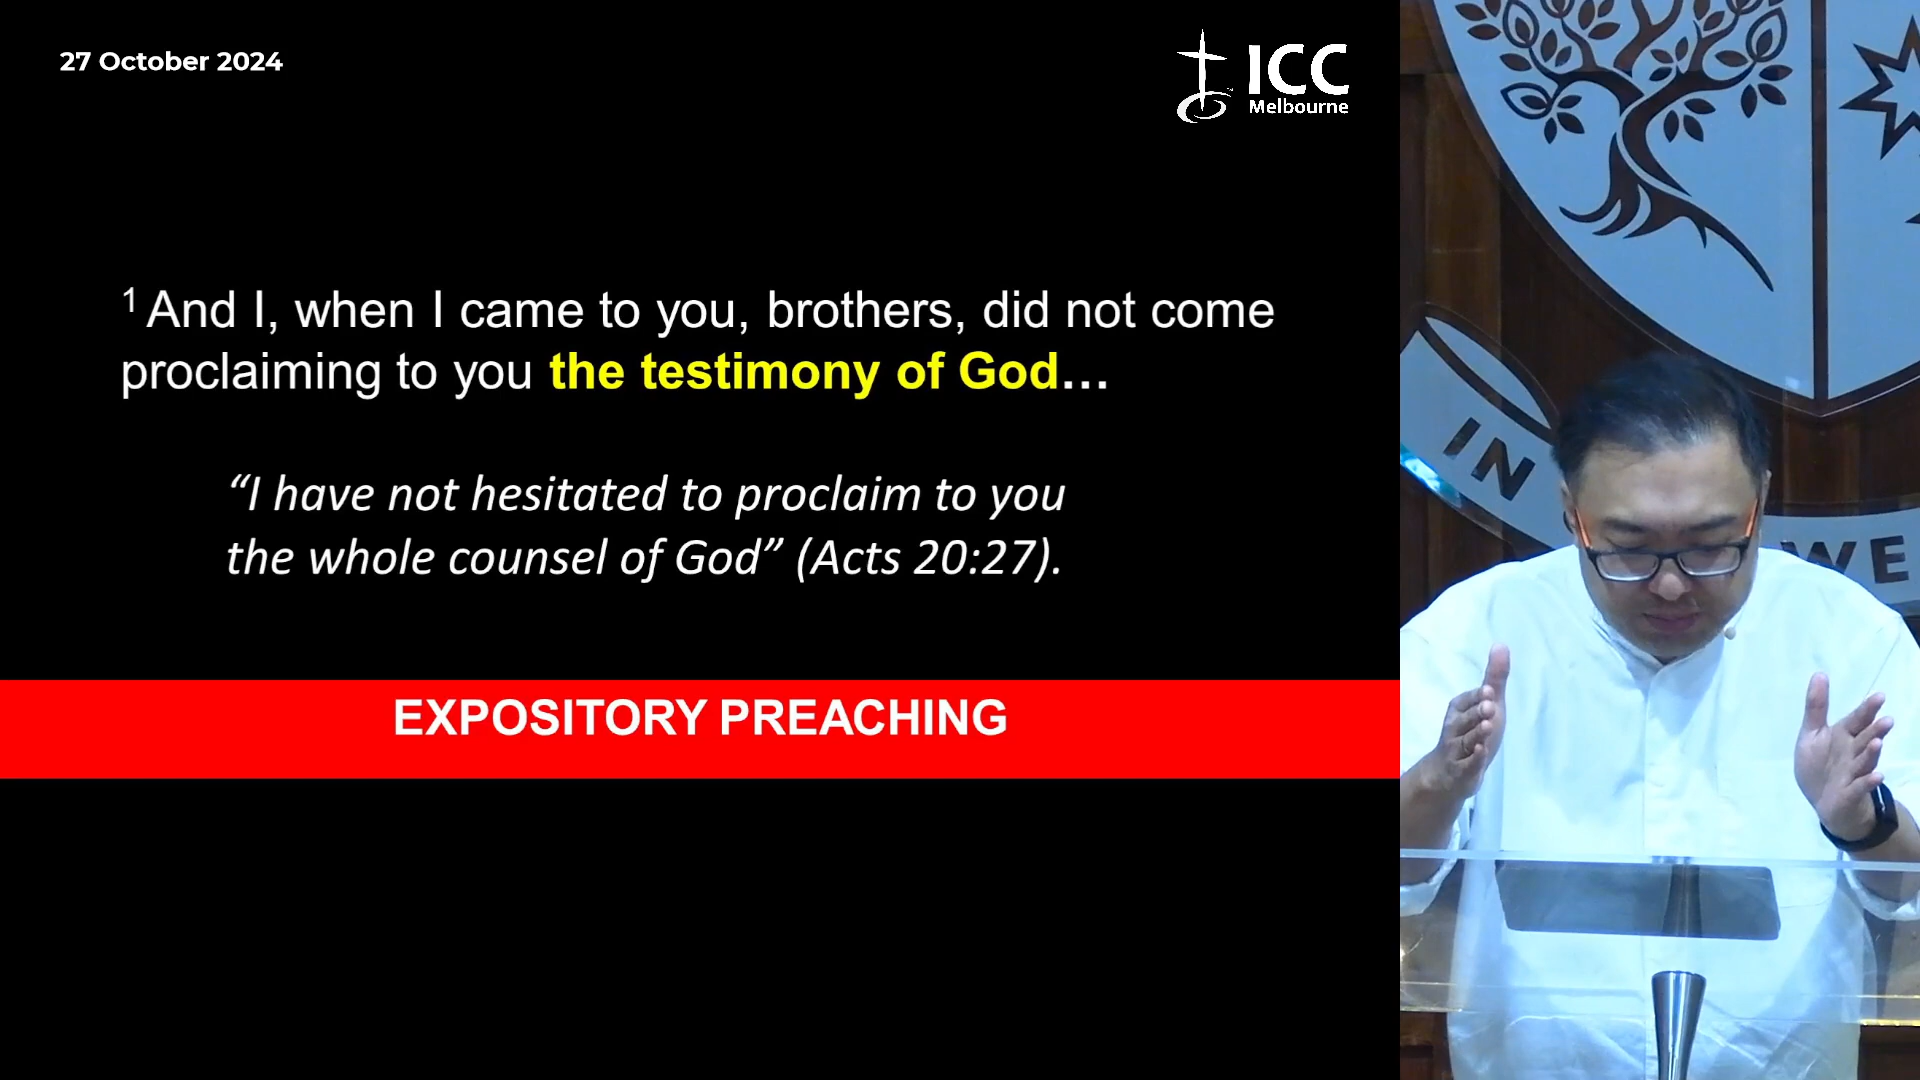 27 October 2024
ICC
Melbourne
1 And I, when I came to you, brothers, did not come
proclaiming to you the testimony of God...
“I have not hesitated to proclaim to you
the whole counsel of God” (Acts 20:27).
EXPOSITORY PREACHING
IN
WE